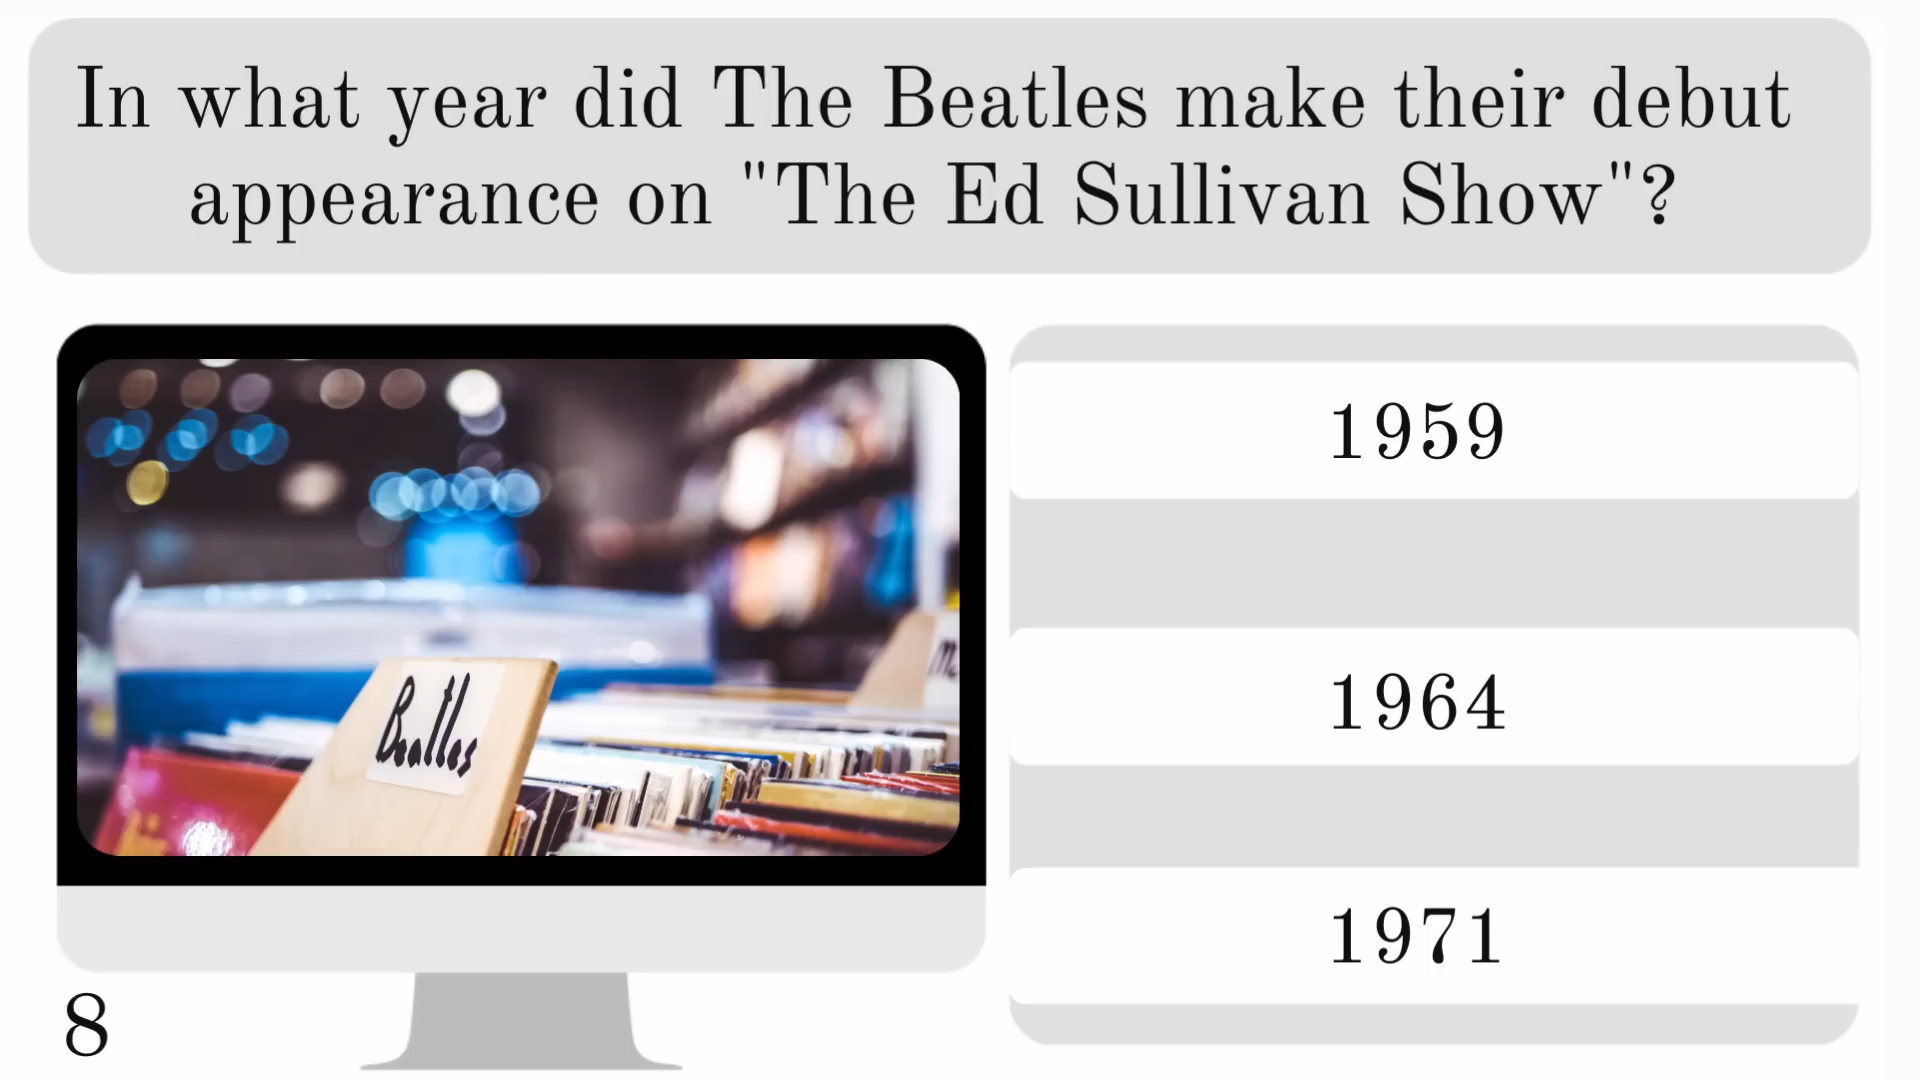 In what year did The Beatles make their debut
appearance on "The Ed Sullivan Show"?
Beatles
1959
1964
1971
8